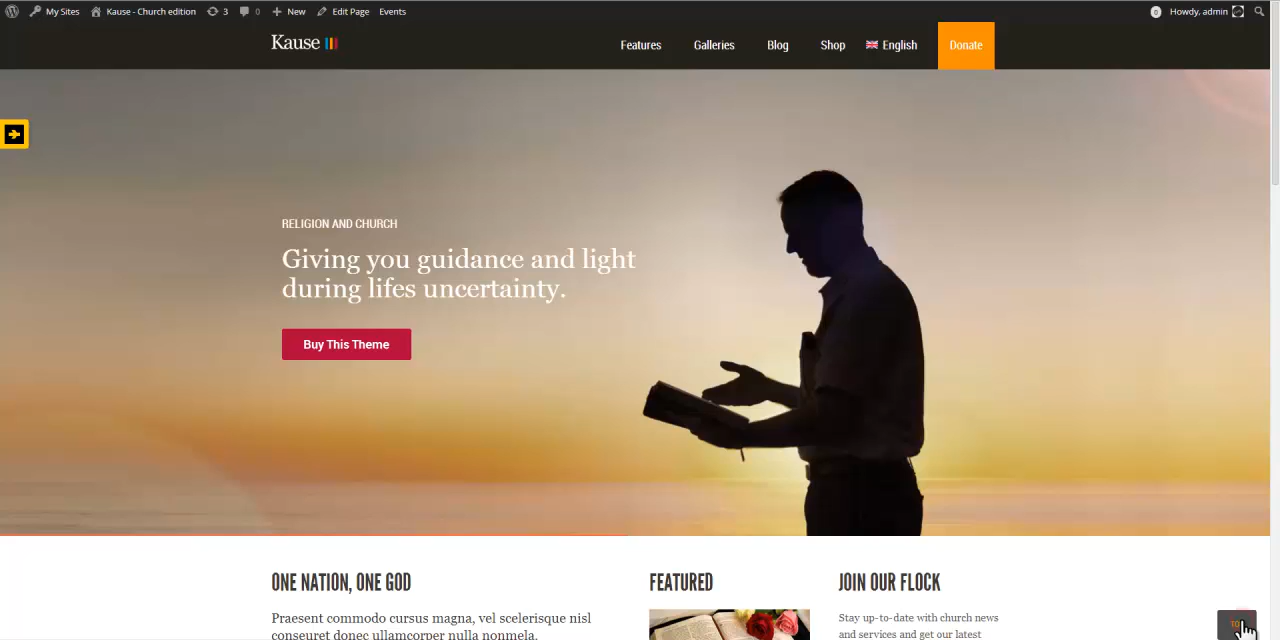 My Sites Kause - Church edition 3 0 New Edit Page Events 0 Howdy, admin
Kause Features Galleries Blog Shop English Donate
RELIGION AND CHURCH
Giving you guidance and light
during lifes uncertainty.
Buy This Theme
ONE NATION, ONE GOD
Praesent commodo cursus magna, vel scelerisque nisl
consueret donec ullamcorper nulla nonmela.
FEATURED
JOIN OUR FLOCK
Stay up-to-date with church news
and services and get our latest